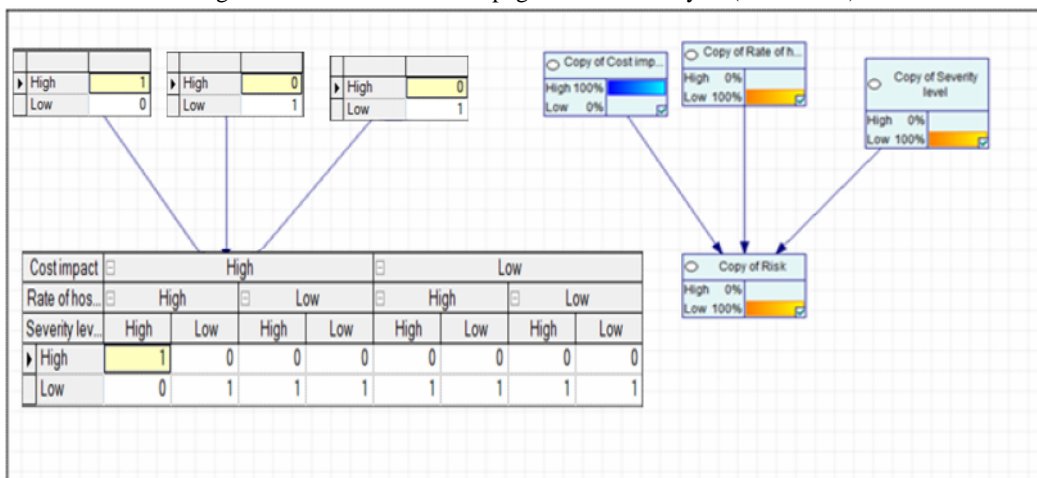 High 1
Low 0
High 0
Low 1
High 0
Low 1
Copy of Cost imp...
High 100%
Low 0%
Copy of Rate of h...
High 0%
Low 100%
Copy of Severity
level
High 0%
Low 100%
Copy of Risk
High 0%
Low 100%
Cost impact High Low
Rate of hos... High Low High Low
Severity lev... High Low High Low High Low High Low
High 1 0 0 0 0 0 0 0
Low 0 1 1 1 1 1 1 1